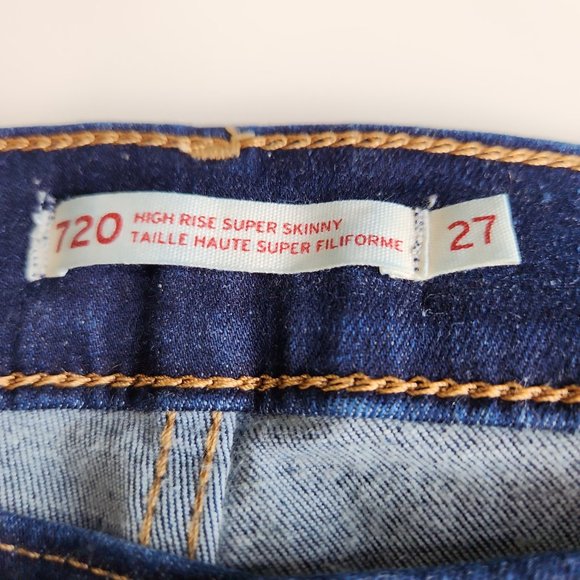 720
HIGH RISE SUPER SKINNY
TAILLE HAUTE SUPER FILIFORME
27